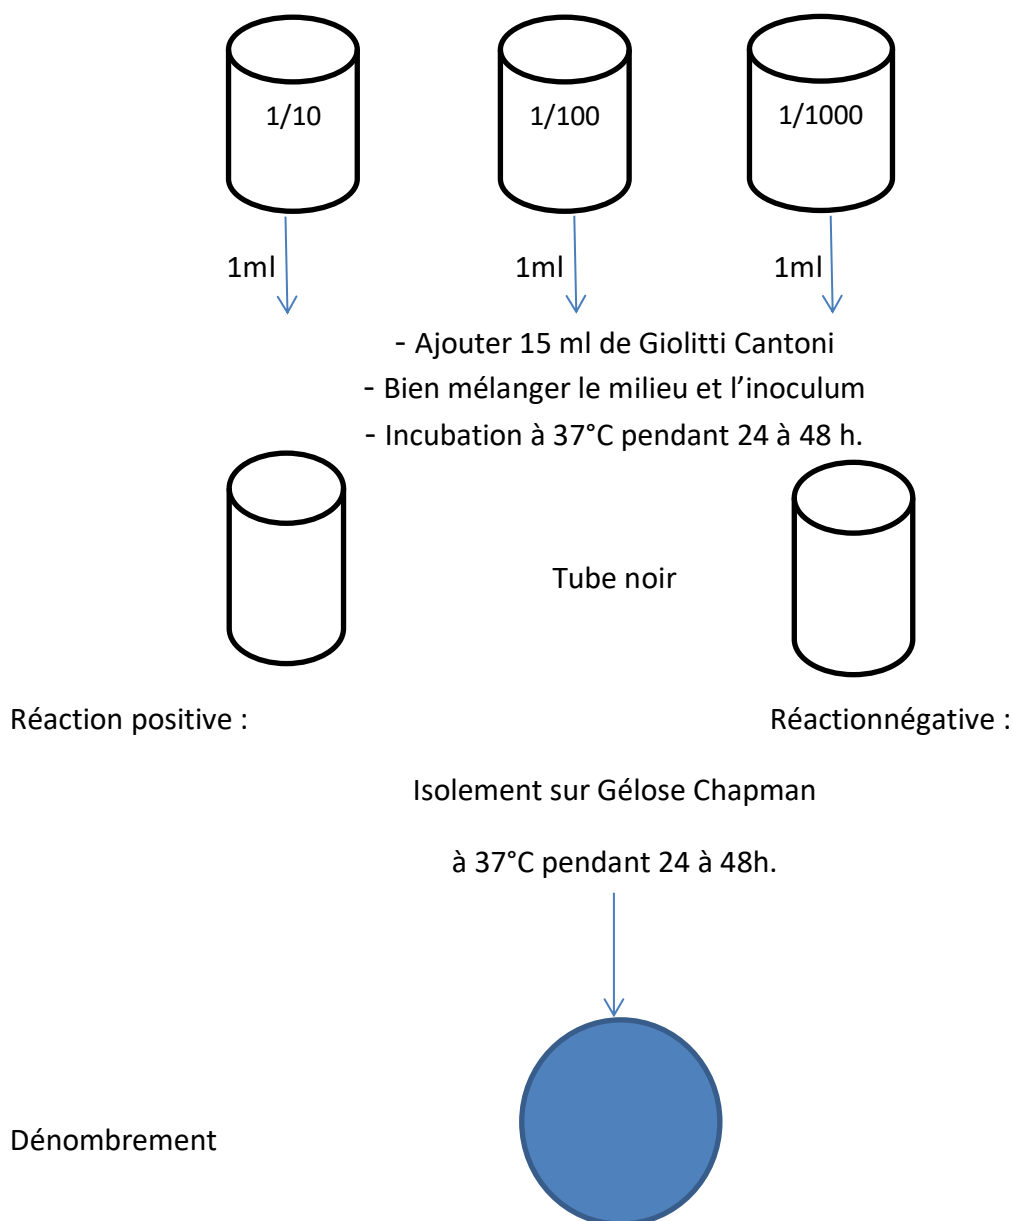 1/10 1/100 1/1000
1ml 1ml 1ml
- Ajouter 15 ml de Giolitti Cantoni
- Bien mélanger le milieu et l’inoculum
- Incubation à 37°C pendant 24 à 48 h.
Tube noir
Réaction positive : Réactionnégative :
Isolement sur Gélose Chapman
à 37°C pendant 24 à 48h.
Dénombrement